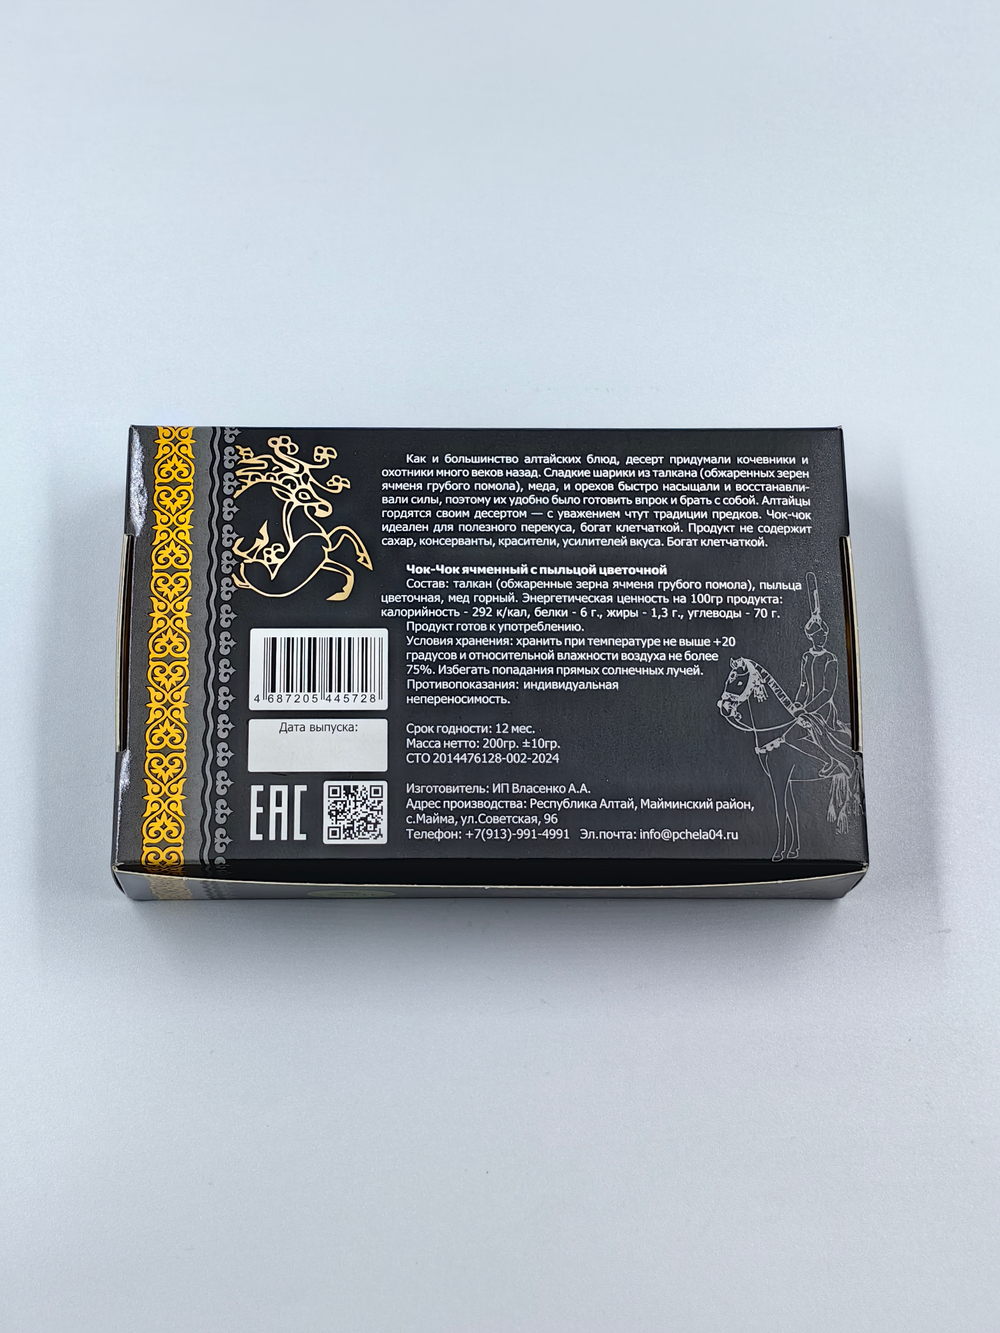 Как и большинство алтайских блюд, десерт придумали кочевники и
охотники много веков назад. Сладкие шарики из талкана (обжаренных зерен
ячменя грубого помола), меда, и орехов быстро насыщали и восстанавли-
вали силы, поэтому их удобно было готовить впрок и брать с собой. Алтайцы
гордятся своим десертом — с уважением чтут традиции предков. Чок-чок
идеален для полезного перекуса, богат клетчаткой. Продукт не содержит
сахар, консерванты, красители, усилителей вкуса. Богат клетчаткой.
Чок-Чок ячменный с пыльцой цветочной
Состав: талкан (обжаренные зерна ячменя грубого помола), пыльца
цветочная, мед горный. Энергетическая ценность на 100гр продукта:
калорийность - 292 к/кал, белки - 6 г., жиры - 1,3 г., углеводы - 70 г.
Продукт готов к употреблению.
Условия хранения: хранить при температуре не выше +20
градусов и относительной влажности воздуха не более
75%. Избегать попадания прямых солнечных лучей.
Противопоказания: индивидуальная
непереносимость.
4 687205 445728
Дата выпуска:
Срок годности: 12 мес.
Масса нетто: 200гр. ±10гр.
СТО 2014476128-002-2024
EAC
Изготовитель: ИП Власенко А.А.
Адрес производства: Республика Алтай, Майминский район,
с.Майма, ул.Советская, 96
Телефон: +7(913)-991-4991 Эл.почта: info@pchela04.ru